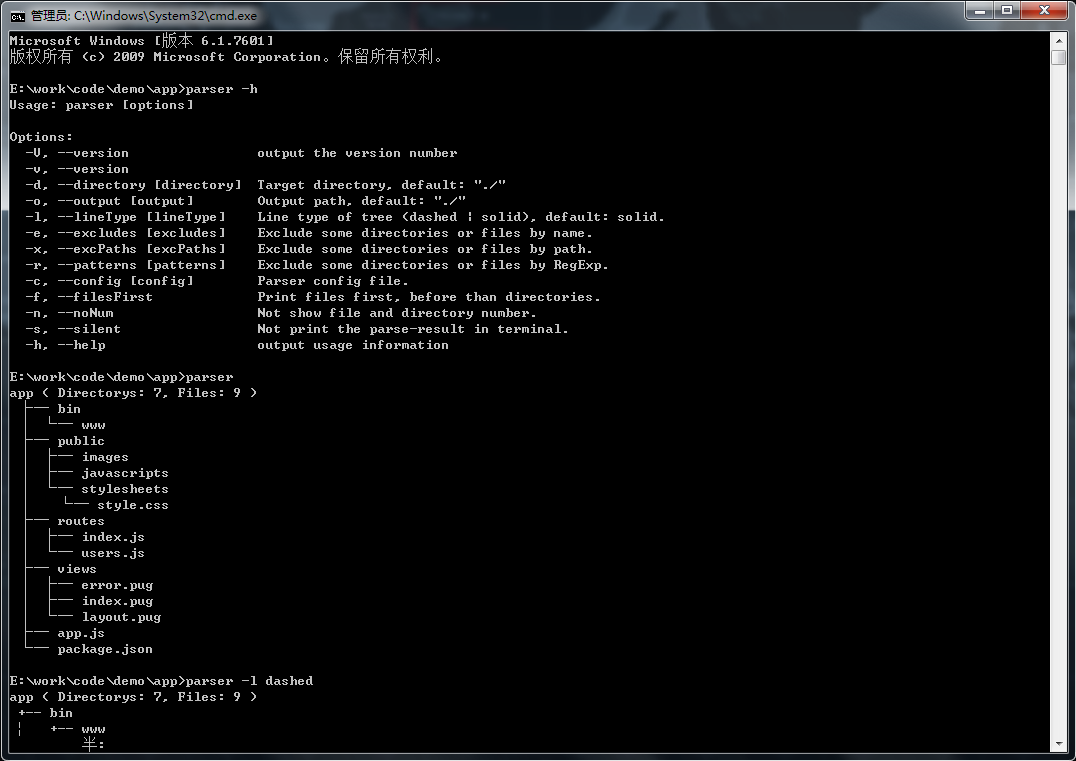 管理员: C:\Windows\System32\cmd.exe
Microsoft Windows [版本 6.1.7601]
版权所有 (c) 2009 Microsoft Corporation。保留所有权利。
E:\work\code\demo\app>parser -h
Usage: parser [options]
Options:
  -V, --version                output the version number
  -v, --version
  -d, --directory [directory]  Target directory, default: "./"
  -o, --output [output]        Output path, default: "./"
  -l, --lineType [lineType]    Line type of tree (dashed ¦ solid), default: solid.
  -e, --excludes [excludes]    Exclude some directories or files by name.
  -x, --excPaths [excPaths]    Exclude some directories or files by path.
  -r, --patterns [patterns]    Exclude some directories or files by RegExp.
  -c, --config [config]        Parser config file.
  -f, --filesFirst             Print files first, before than directories.
  -n, --noNum                  Not show file and directory number.
  -s, --silent                 Not print the parse-result in terminal.
  -h, --help                   output usage information
E:\work\code\demo\app>parser
app ( Directorys: 7, Files: 9 )
  ├── bin
  │  └── www
  ├── public
  │  ├── images
  │  ├── javascripts
  │  └── stylesheets
  │    └── style.css
  ├── routes
  │  ├── index.js
  │  └── users.js
  ├── views
  │  ├── error.pug
  │  ├── index.pug
  │  └── layout.pug
  ├── app.js
  └── package.json
E:\work\code\demo\app>parser -l dashed
app ( Directorys: 7, Files: 9 )
 +-- bin
 ¦   +-- www
         半: